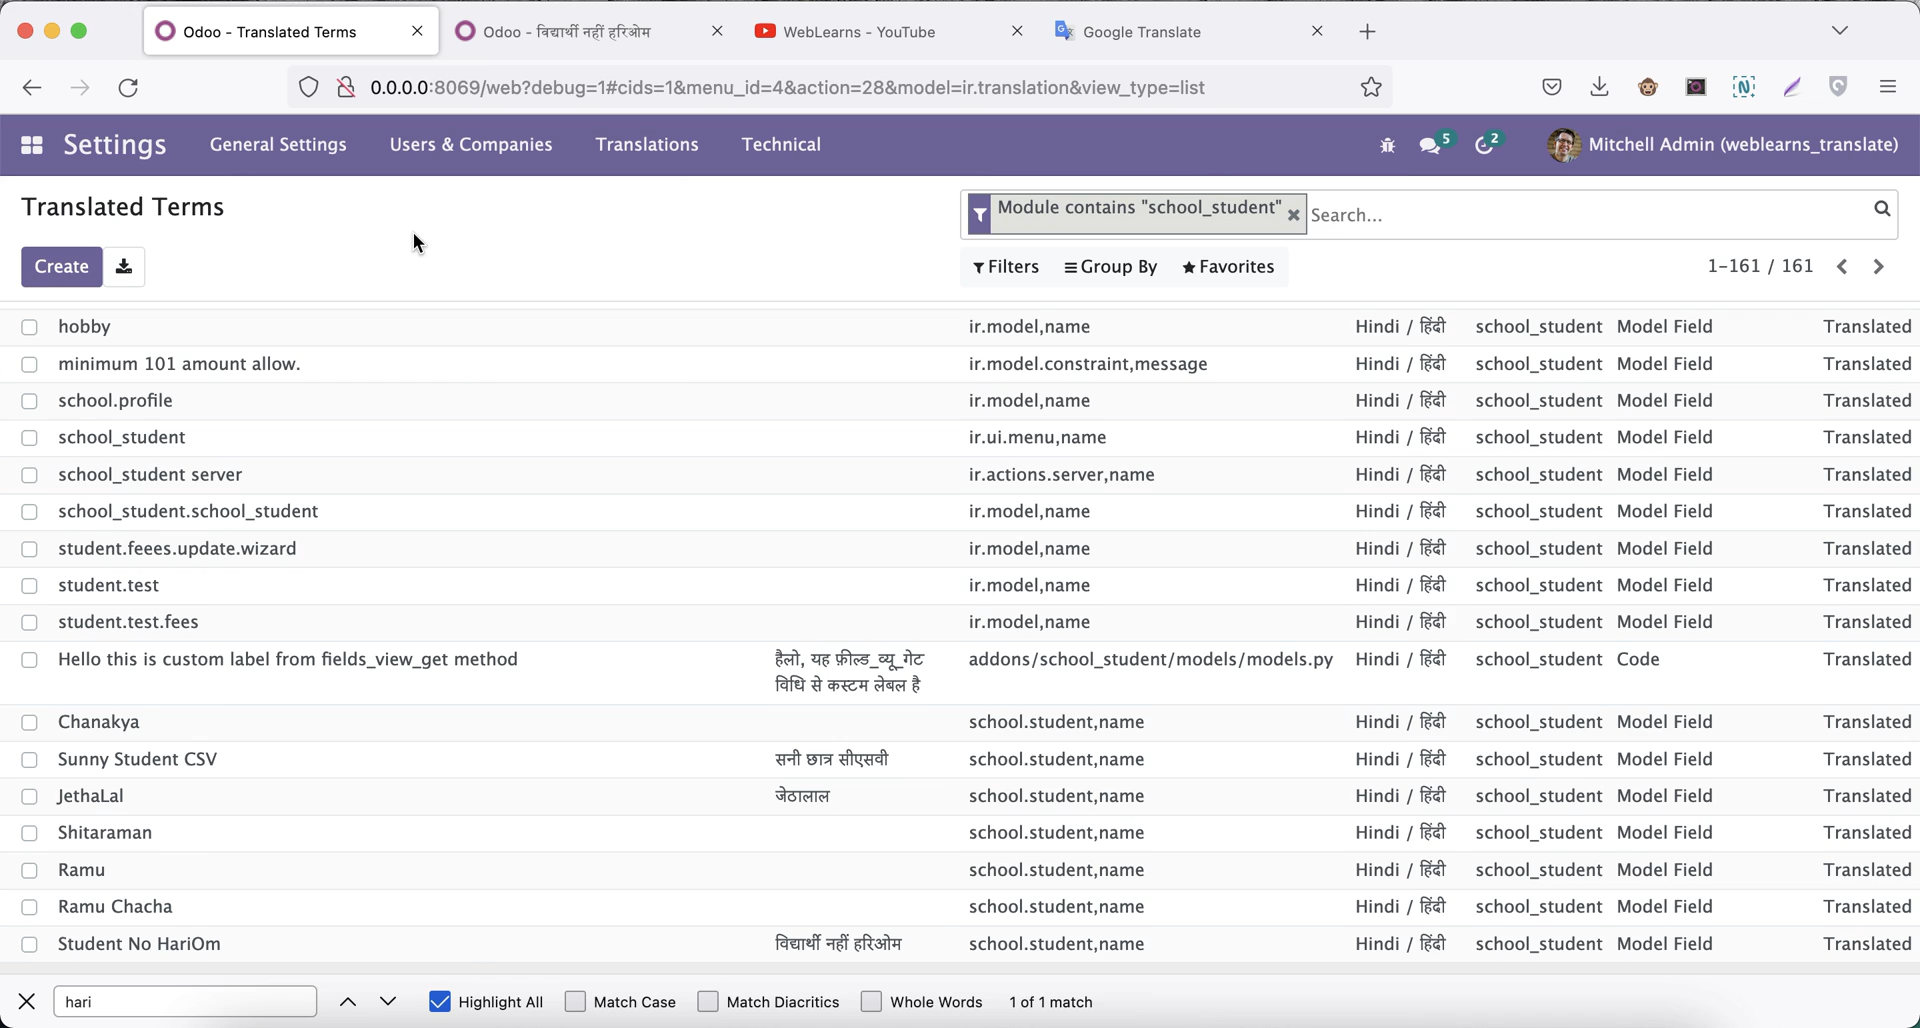 Odoo - Translated Terms
Odoo - विद्यार्थी नहीं हरिओम
WebLearns - YouTube
Google Translate
0.0.0.0:8069/web?debug=1#cids=1&menu_id=4&action=28&model=ir.translation&view_type=list
Settings General Settings Users & Companies Translations Technical 5 2 Mitchell Admin (weblearns_translate)
Translated Terms
Module contains "school_student" Search...
Create
Filters Group By Favorites 1-161 / 161
hobby ir.model,name Hindi / हिंदी school_student Model Field Translated
minimum 101 amount allow. ir.model.constraint,message Hindi / हिंदी school_student Model Field Translated
school.profile ir.model,name Hindi / हिंदी school_student Model Field Translated
school_student ir.ui.menu,name Hindi / हिंदी school_student Model Field Translated
school_student server ir.actions.server,name Hindi / हिंदी school_student Model Field Translated
school_student.school_student ir.model,name Hindi / हिंदी school_student Model Field Translated
student.feees.update.wizard ir.model,name Hindi / हिंदी school_student Model Field Translated
student.test ir.model,name Hindi / हिंदी school_student Model Field Translated
student.test.fees ir.model,name Hindi / हिंदी school_student Model Field Translated
Hello this is custom label from fields_view_get method हैलो, यह फ़ील्ड_व्यू_गेट addons/school_student/models/models.py Hindi / हिंदी school_student Code Translated
विधि से कस्टम लेबल है
Chanakya school.student,name Hindi / हिंदी school_student Model Field Translated
Sunny Student CSV सनी छात्र सीएसवी school.student,name Hindi / हिंदी school_student Model Field Translated
JethaLal जेठालाल school.student,name Hindi / हिंदी school_student Model Field Translated
Shitaraman school.student,name Hindi / हिंदी school_student Model Field Translated
Ramu school.student,name Hindi / हिंदी school_student Model Field Translated
Ramu Chacha school.student,name Hindi / हिंदी school_student Model Field Translated
Student No HariOm विद्यार्थी नहीं हरिओम school.student,name Hindi / हिंदी school_student Model Field Translated
hari Highlight All Match Case Match Diacritics Whole Words 1 of 1 match